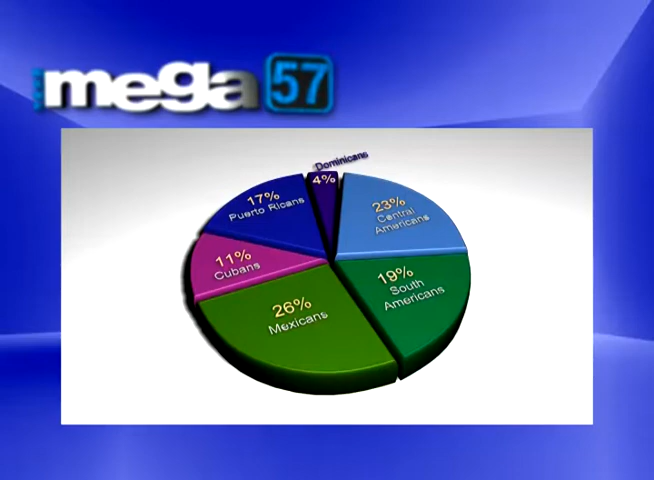 mega 57
Dominicans
4%
23%
Central
Americans
19%
South
Americans
26%
Mexicans
11%
Cubans
17%
Puerto Ricans